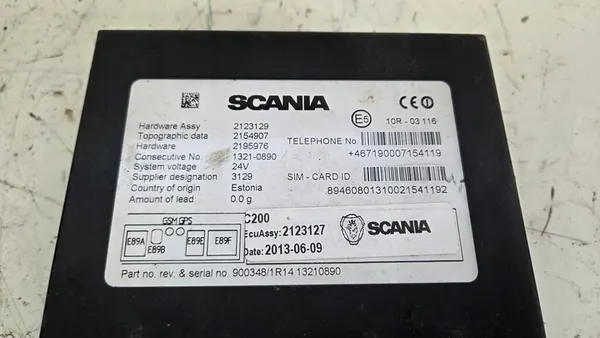 SCANIA
CE
E5
10R - 03 116
Hardware Assy 2123129
Topographic data 2154907
Hardware 2195976
Consecutive No. 1321-0890
System voltage 24V
Supplier designation 3129
Country of origin Estonia
Amount of lead 0,0 g
TELEPHONE No.
+467190007154119
SIM - CARD ID.
89460801310021541192
GSM GPS
E89A
E89B
E89E
E89F
C200
EcuAssy: 2123127
Date: 2013-06-09
SCANIA
Part no. rev. & serial no. 900348/1R14 13210890